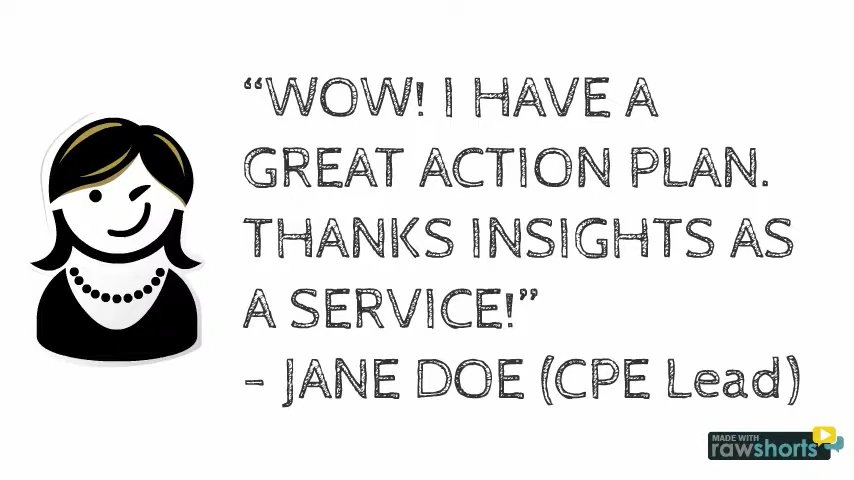 “WOW! I HAVE A
GREAT ACTION PLAN.
THANKS INSIGHTS AS
A SERVICE!”
- JANE DOE (CPE Lead)
MADE WITH
rawshorts